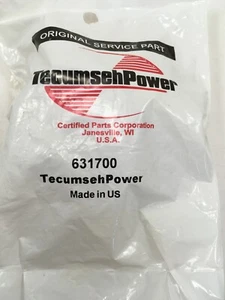 ORIGINAL SERVICE PART
TecumsehPower
Certified Parts Corporation
Janesville, WI
U.S.A.
631700
TecumsehPower
Made in US